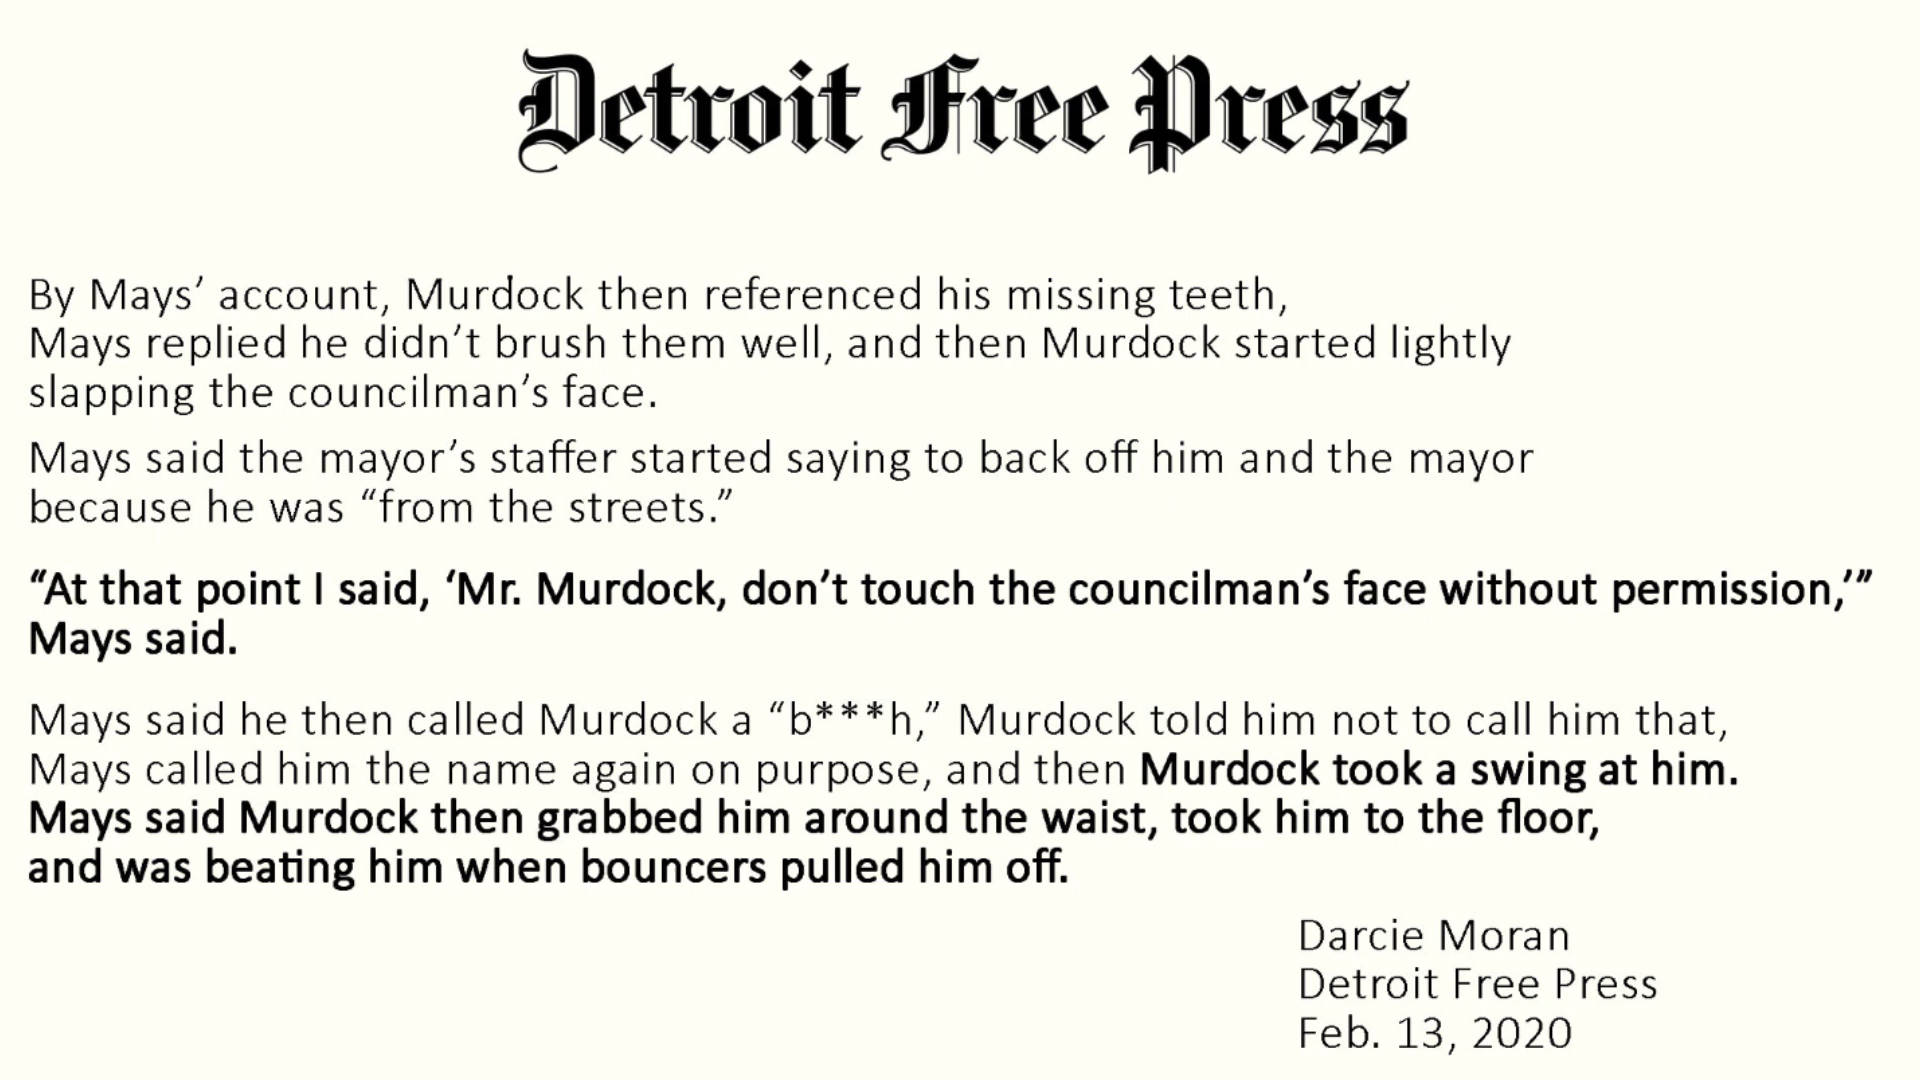 Detroit Free Press
By Mays’ account, Murdock then referenced his missing teeth,
Mays replied he didn’t brush them well, and then Murdock started lightly
slapping the councilman’s face.
Mays said the mayor’s staffer started saying to back off him and the mayor
because he was “from the streets.”
“At that point I said, ‘Mr. Murdock, don’t touch the councilman’s face without permission,’”
Mays said.
Mays said he then called Murdock a “b***h,” Murdock told him not to call him that,
Mays called him the name again on purpose, and then Murdock took a swing at him.
Mays said Murdock then grabbed him around the waist, took him to the floor,
and was beating him when bouncers pulled him off.
Darcie Moran
Detroit Free Press
Feb. 13, 2020